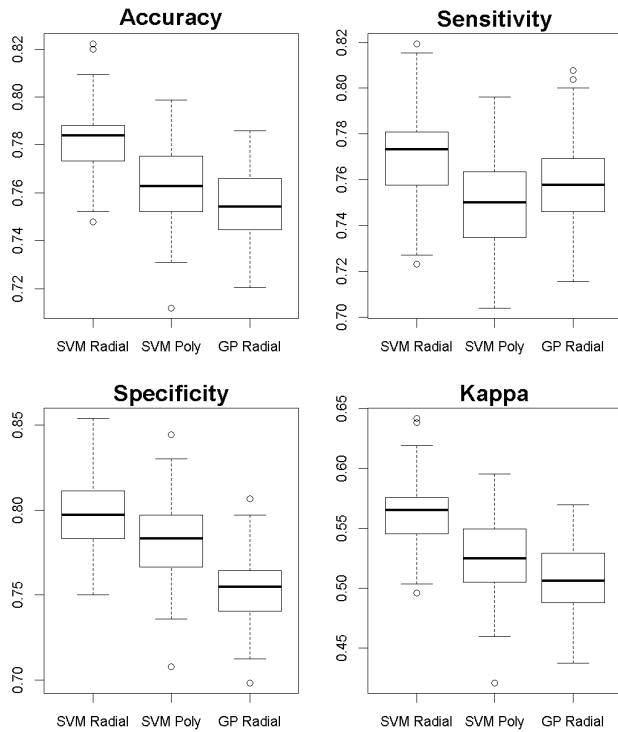 Accuracy
0.82
0.80
0.78
0.76
0.74
0.72
SVM Radial SVM Poly GP Radial
Sensitivity
0.82
0.80
0.78
0.76
0.74
0.72
0.70
SVM Radial SVM Poly GP Radial
Specificity
0.85
0.80
0.75
0.70
SVM Radial SVM Poly GP Radial
Kappa
0.65
0.60
0.55
0.50
0.45
SVM Radial SVM Poly GP Radial